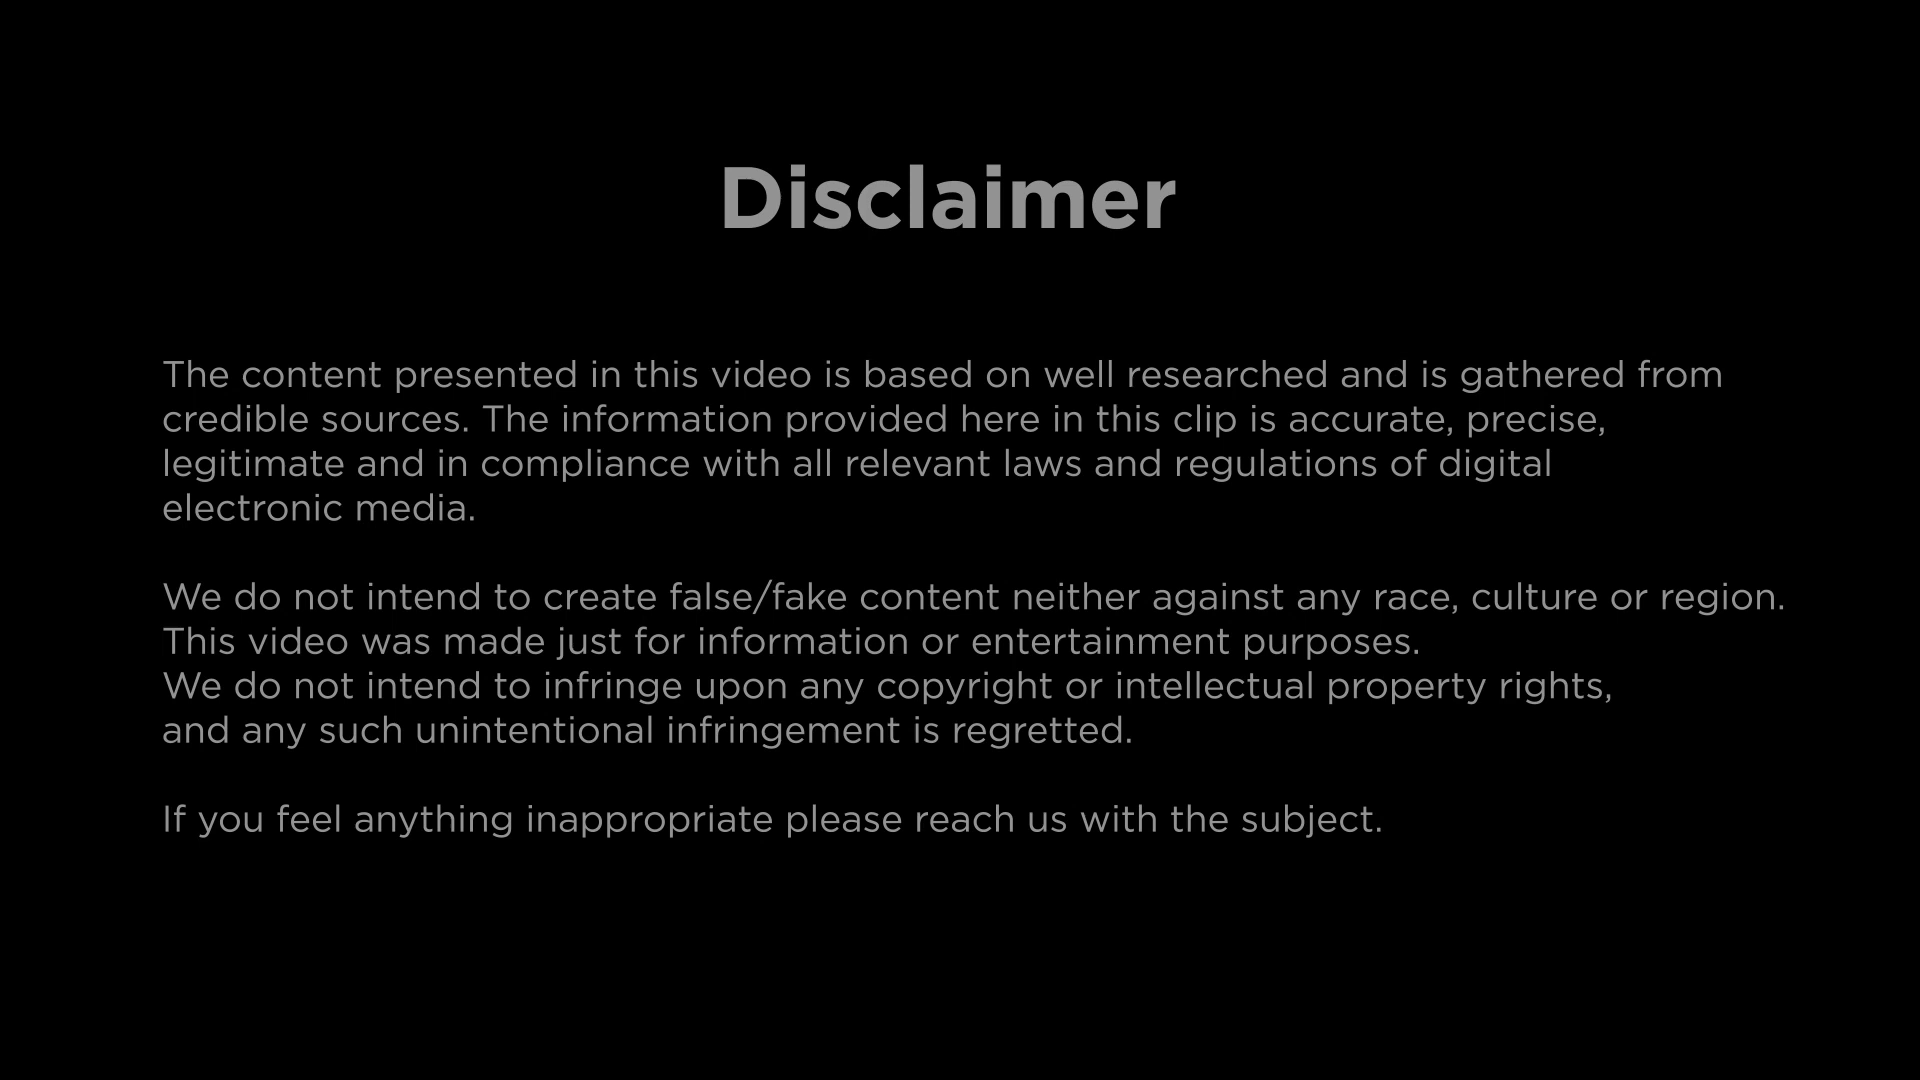 Disclaimer
The content presented in this video is based on well researched and is gathered from
credible sources. The information provided here in this clip is accurate, precise,
legitimate and in compliance with all relevant laws and regulations of digital
electronic media.
We do not intend to create false/fake content neither against any race, culture or region.
This video was made just for information or entertainment purposes.
We do not intend to infringe upon any copyright or intellectual property rights,
and any such unintentional infringement is regretted.
If you feel anything inappropriate please reach us with the subject.